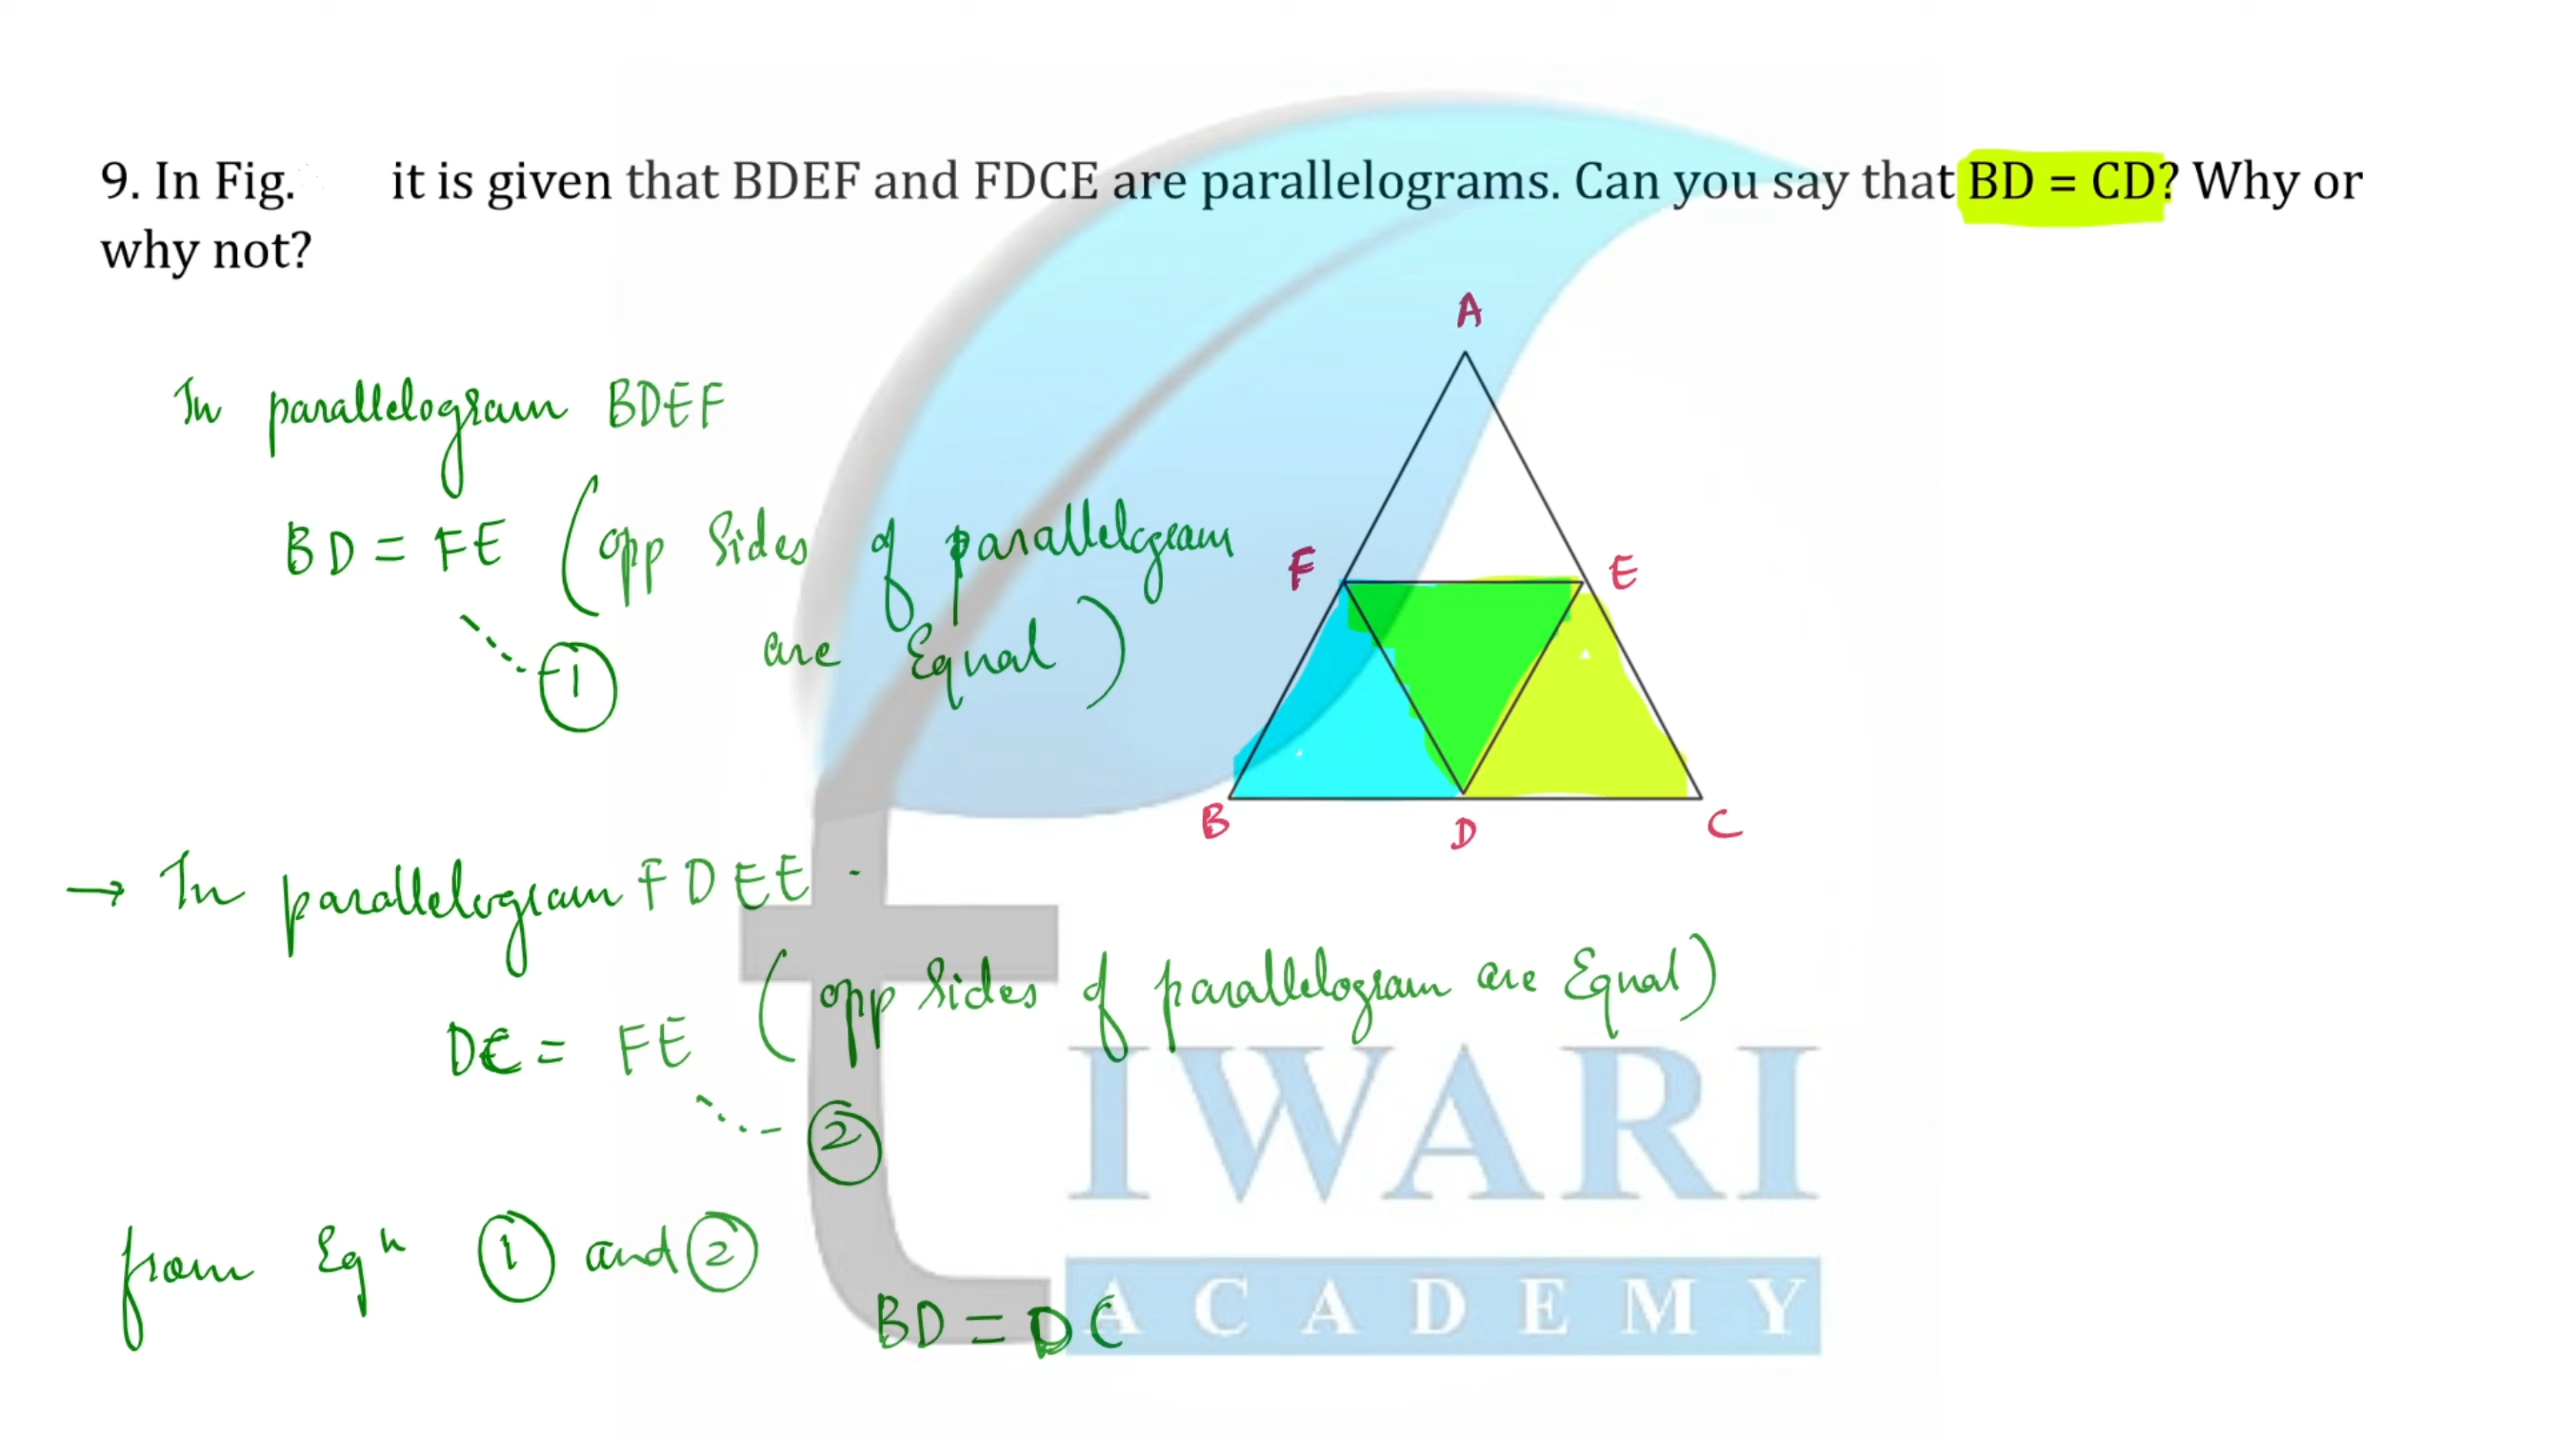 9. In Fig. it is given that BDEF and FDCE are parallelograms. Can you say that BD = CD? Why or
why not?
A
In parallelogram BDEF
BD = FE (opp Sides of parallelogram
are Equal)
1
F
E
B
D
C
→ In parallelogram FDEE .
DC = FE (opp Sides of parallelogram are Equal)
2
from Eqn 1 and 2
BD = DC
t
IWARI
ACADEMY